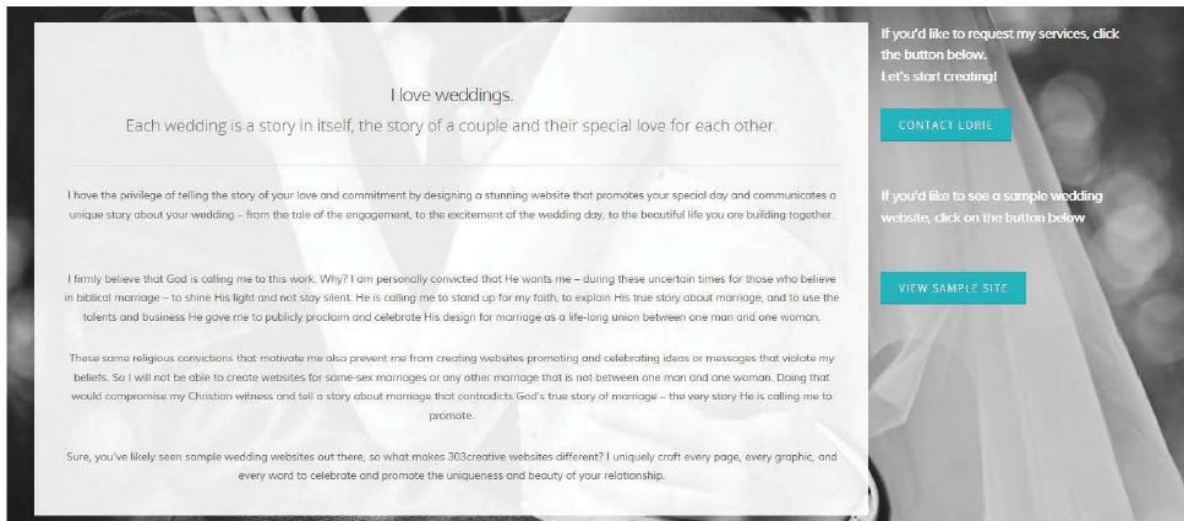 I love weddings.
Each wedding is a story in itself, the story of a couple and their special love for each other.
I have the privilege of telling the story of your love and commitment by designing a stunning website that promotes your special day and communicates a
unique story about your wedding – from the tale of the engagement, to the excitement of the wedding day, to the beautiful life you are building together.
I firmly believe that God is calling me to this work. Why? I am personally convicted that He wants me – during these uncertain times for those who believe
in biblical marriage – to shine His light and not stay silent. He is calling me to stand up for my faith, to explain His true story about marriage, and to use the
talents and business He gave me to publicly proclaim and celebrate His design for marriage as a life-long union between one man and one woman.
These same religious convictions that motivate me also prevent me from creating websites promoting and celebrating ideas or messages that violate my
beliefs. So I will not be able to create websites for same-sex marriages or any other marriage that is not between one man and one woman. Doing that
would compromise my Christian witness and tell a story about marriage that contradicts God's true story of marriage – the very story He is calling me to
promote.
Sure, you've likely seen sample wedding websites out there, so what makes 303creative websites different? I uniquely craft every page, every graphic, and
every word to celebrate and promote the uniqueness and beauty of your relationship.
If you'd like to request my services, click
the button below.
Let's start creating!
CONTACT LORIE
If you'd like to see a sample wedding
website, click on the button below
VIEW SAMPLE SITE